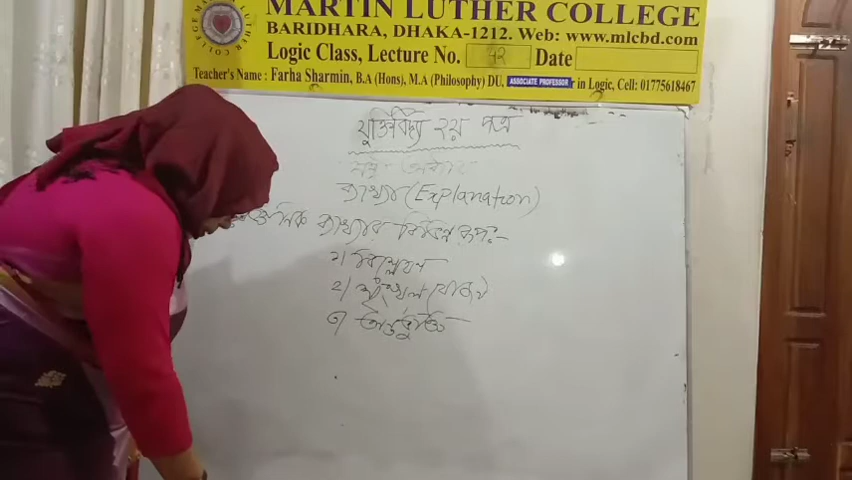 MARTIN LUTHER COLLEGE
BARIDHARA, DHAKA-1212. Web: www.mlcbd.com
Logic Class, Lecture No. Date
Teacher's Name : Farha Sharmin, B.A (Hons), M.A (Philosophy) DU, ASSOCIATE PROFESSOR in Logic, Cell: 01775618467
যুক্তিবিদ্যা ২য় পত্র
ব্যাখ্যা (Explanation)
ব্যাখ্যার বিভিন্ন রূপ:-
১। বিশ্লেষণ
২। শৃংখল যোজন
৩। অন্তর্ভুক্তি